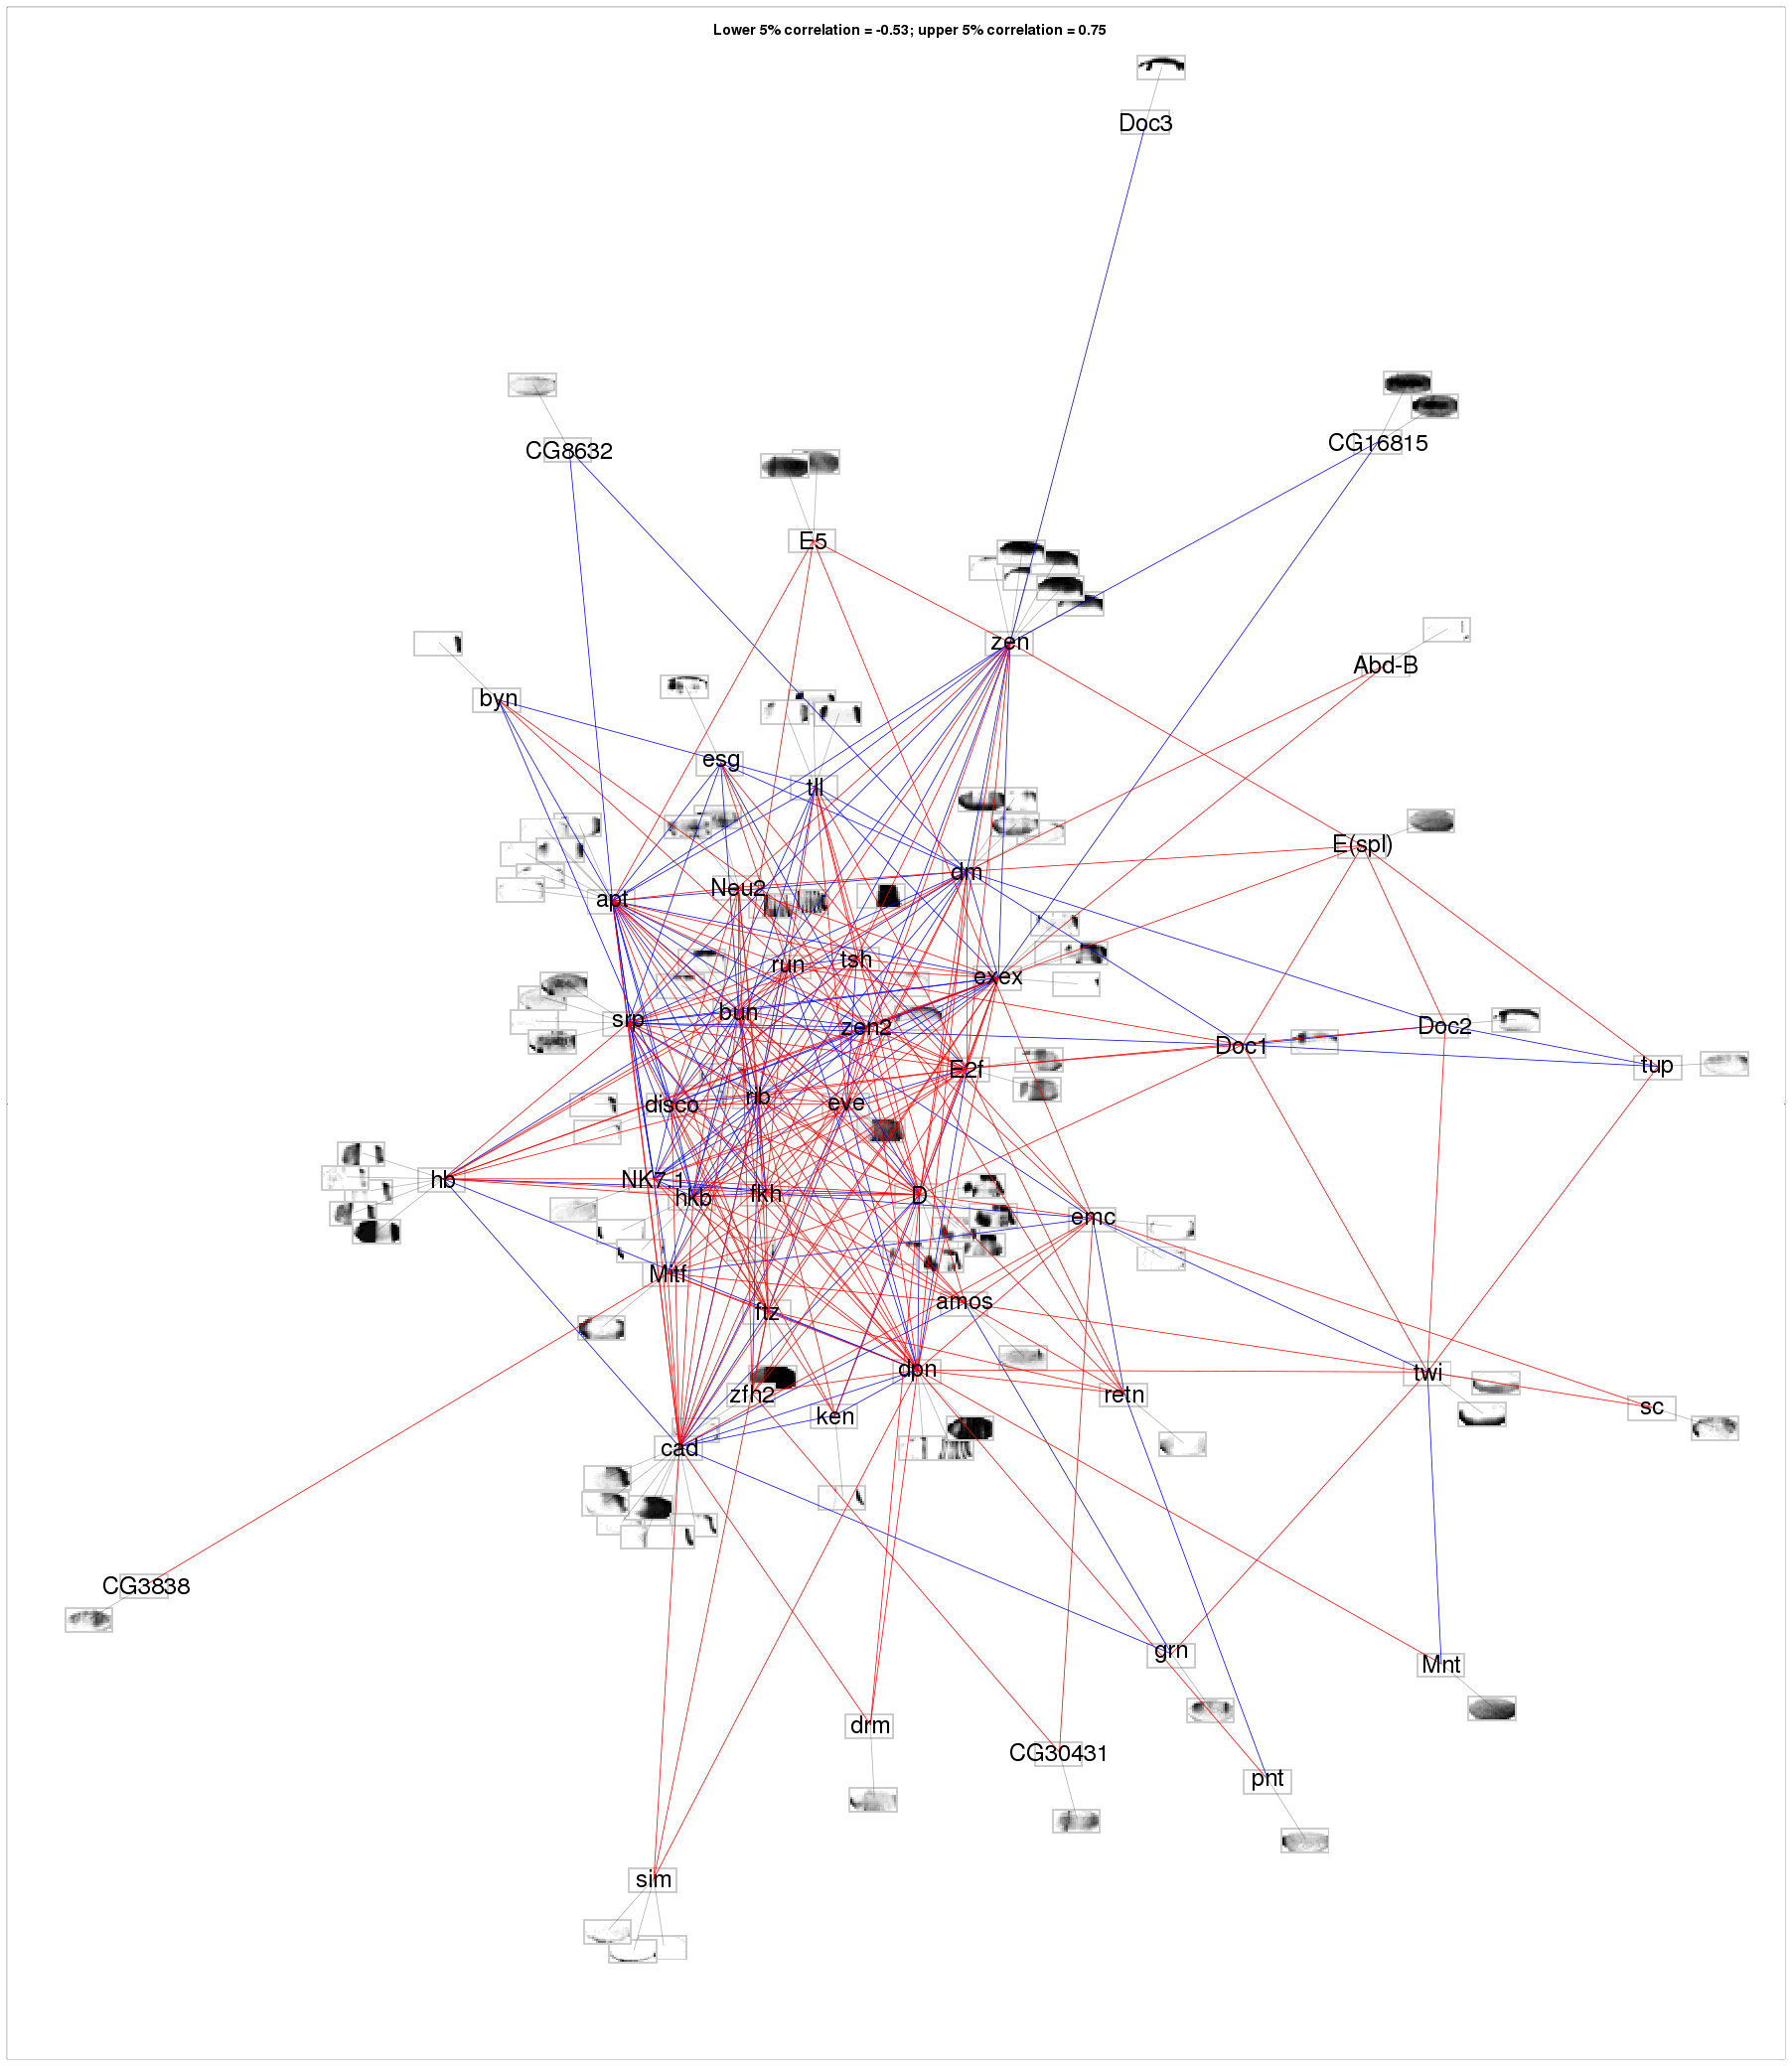 Lower 5% correlation = -0.53; upper 5% correlation = 0.75
Doc3
CG8632
CG16815
E5
zen
Abd-B
byn
esg
tll
E(spl)
dm
Neu2
apt
tsh
run
exex
bun
srp
zen2
Doc2
Doc1
tup
E2f
rib
disco
eve
hb
NK7.1
hkb
fkh
D
emc
Mitf
amos
ftz
dpn
twi
zfh2
retn
sc
ken
cad
CG3838
grn
Mnt
drm
CG30431
pnt
sim